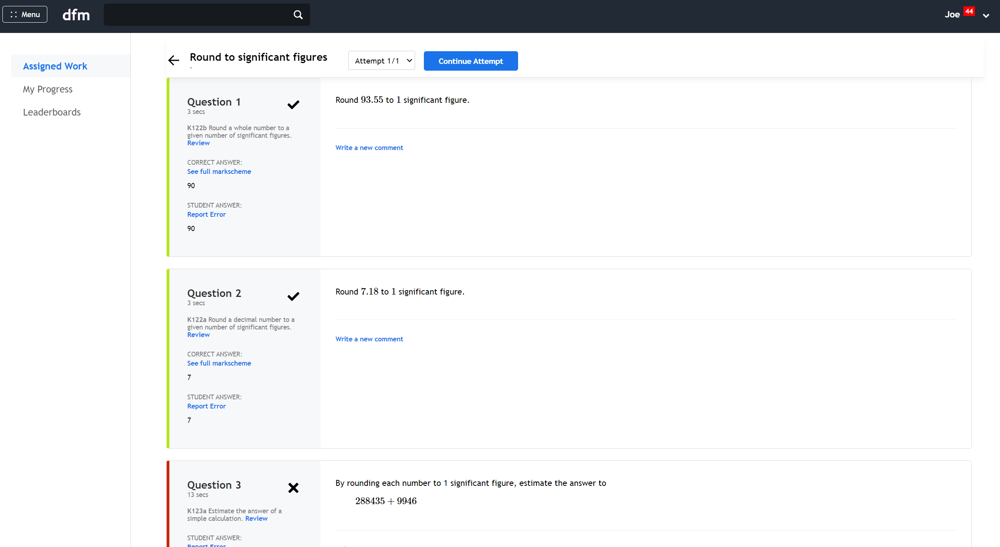 Menu
dfm
Joe 44
Assigned Work
My Progress
Leaderboards
Round to significant figures
-
Attempt 1/1
Continue Attempt
Question 1
3 secs
K122b Round a whole number to a
given number of significant figures.
Review
CORRECT ANSWER:
See full markscheme
90
STUDENT ANSWER:
Report Error
90
Round 93.55 to 1 significant figure.
Write a new comment
Question 2
3 secs
K122a Round a decimal number to a
given number of significant figures.
Review
CORRECT ANSWER:
See full markscheme
7
STUDENT ANSWER:
Report Error
7
Round 7.18 to 1 significant figure.
Write a new comment
Question 3
13 secs
K123a Estimate the answer of a
simple calculation. Review
STUDENT ANSWER:
Report Error
By rounding each number to 1 significant figure, estimate the answer to
288435 + 9946